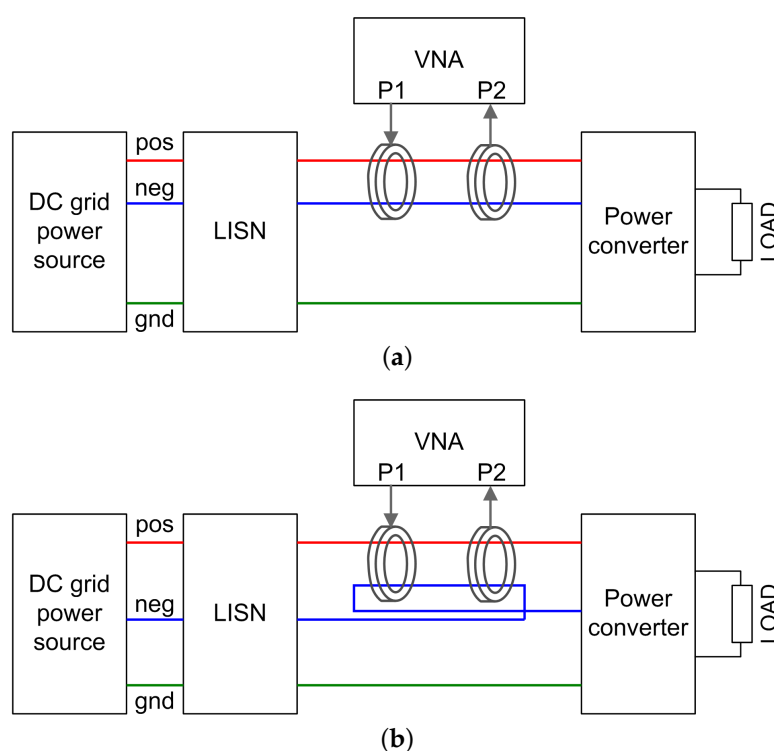 VNA
P1 P2
pos
neg
DC grid
power
source
LISN
Power
converter
LOAD
gnd
(a)
VNA
P1 P2
pos
neg
DC grid
power
source
LISN
Power
converter
LOAD
gnd
(b)